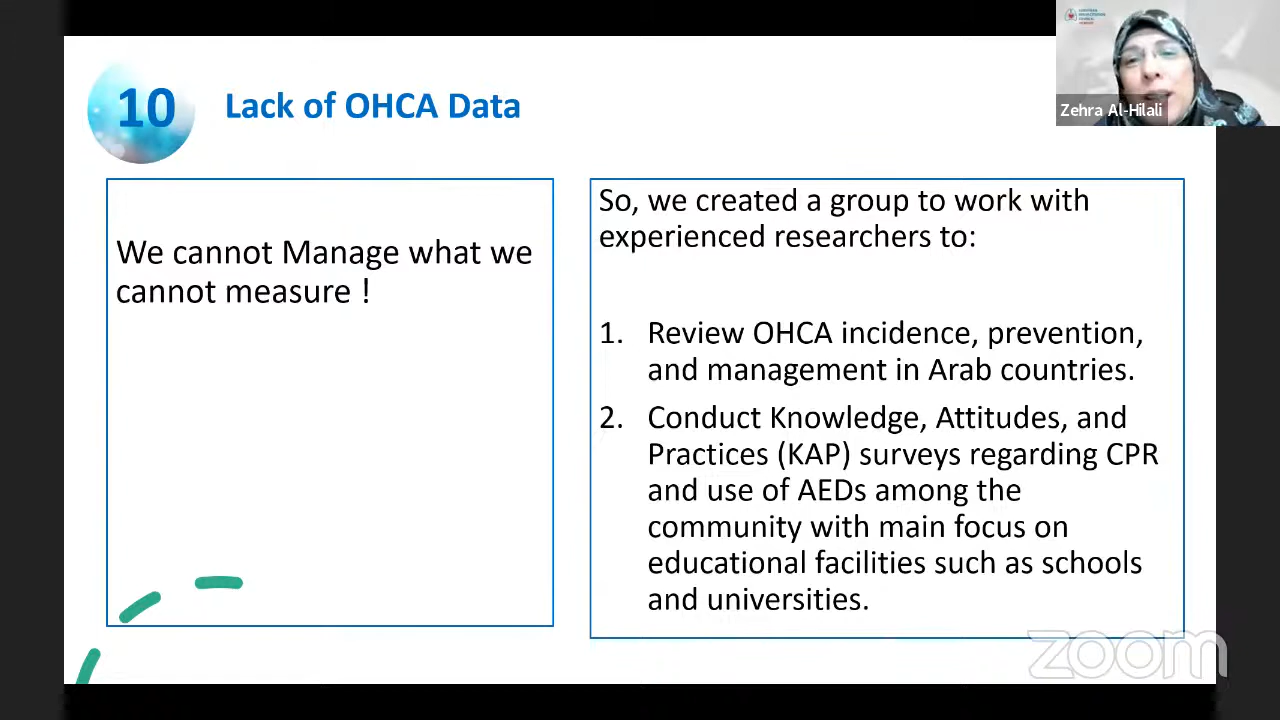 10
Lack of OHCA Data
Zehra Al-Hilali
We cannot Manage what we
cannot measure !
So, we created a group to work with
experienced researchers to:
1. Review OHCA incidence, prevention,
and management in Arab countries.
2. Conduct Knowledge, Attitudes, and
Practices (KAP) surveys regarding CPR
and use of AEDs among the
community with main focus on
educational facilities such as schools
and universities.
zoom